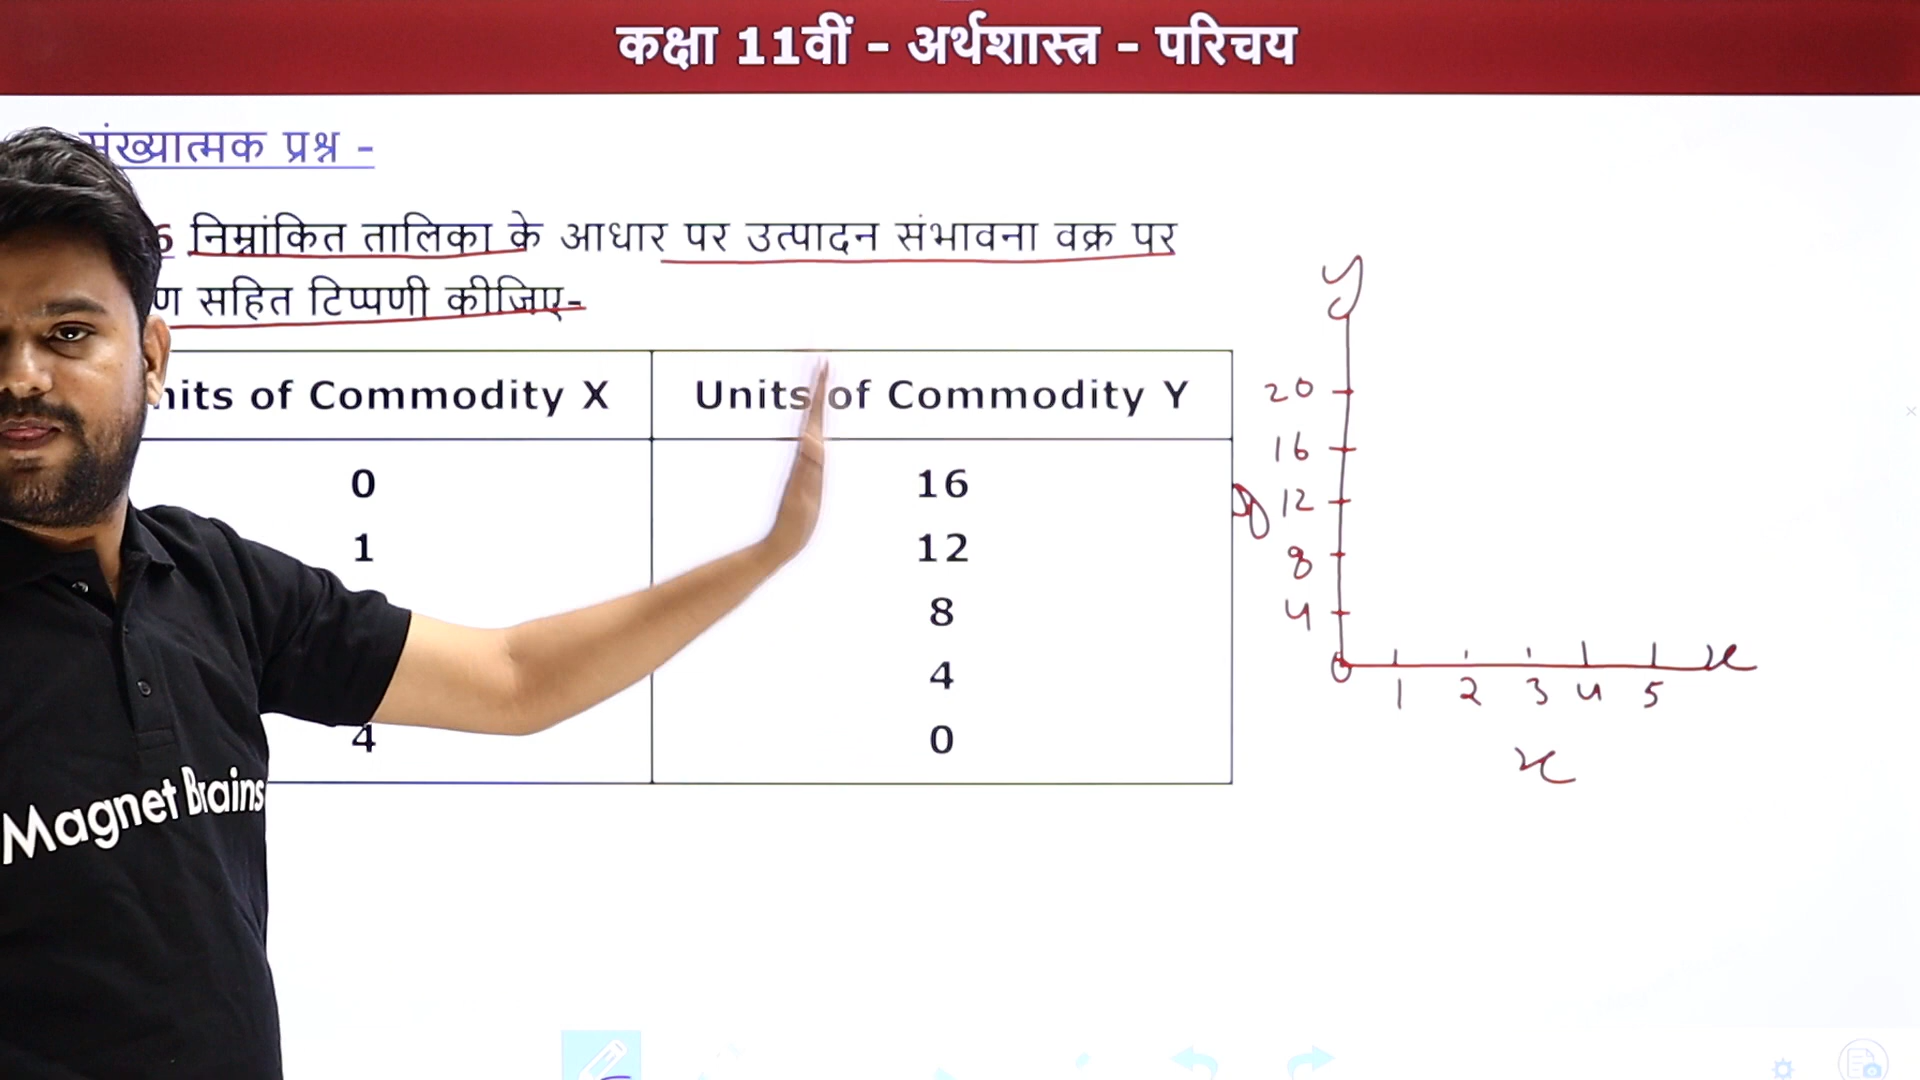 कक्षा 11वीं - अर्थशास्त्र - परिचय
संख्यात्मक प्रश्न -
6 निम्नांकित तालिका के आधार पर उत्पादन संभावना वक्र पर
ण सहित टिप्पणी कीजिए-
nits of Commodity X Units of Commodity Y
0 16
1 12
8
4
4 0
Magnet Brains
y
20
16
y 12
8
4
0 x
1 2 3 4 5
x